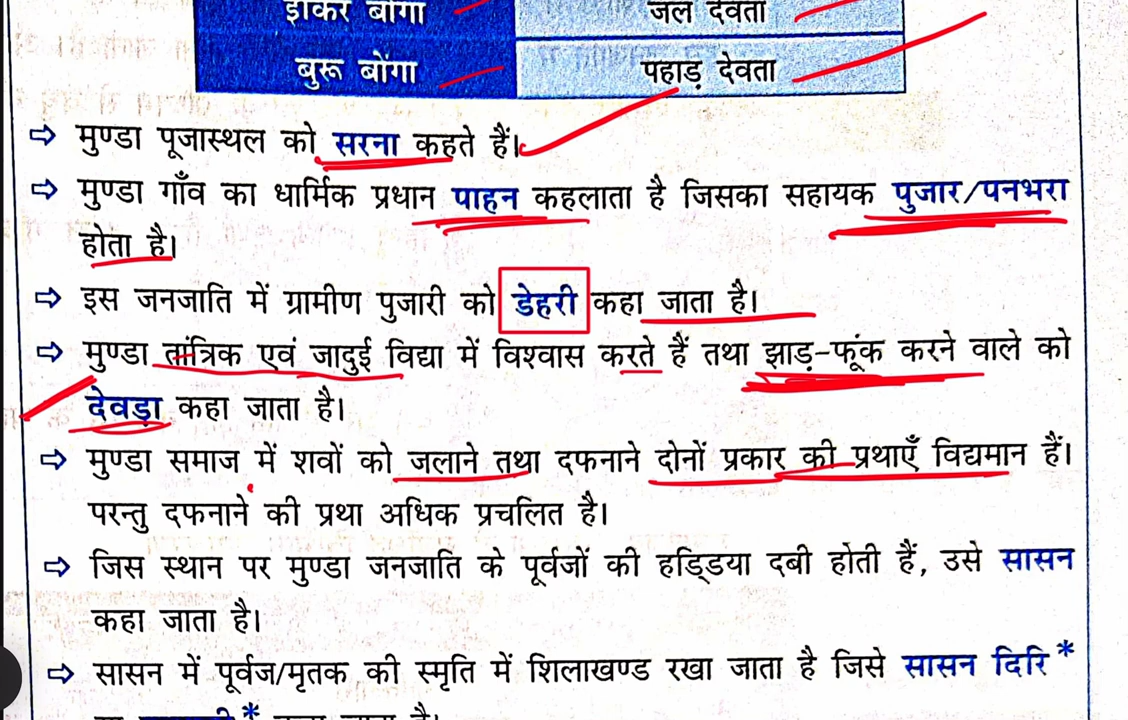 इकिर बोंगा जल देवता
बुरू बोंगा पहाड़ देवता
⇨ मुण्डा पूजास्थल को सरना कहते हैं।
⇨ मुण्डा गाँव का धार्मिक प्रधान पाहन कहलाता है जिसका सहायक पुजार/पनभरा
होता है।
⇨ इस जनजाति में ग्रामीण पुजारी को डेहरी कहा जाता है।
⇨ मुण्डा तांत्रिक एवं जादुई विद्या में विश्वास करते हैं तथा झाड़-फूंक करने वाले को
देवड़ा कहा जाता है।
⇨ मुण्डा समाज में शवों को जलाने तथा दफनाने दोनों प्रकार की प्रथाएँ विद्यमान हैं।
परन्तु दफनाने की प्रथा अधिक प्रचलित है।
⇨ जिस स्थान पर मुण्डा जनजाति के पूर्वजों की हड्डिया दबी होती हैं, उसे सासन
कहा जाता है।
⇨ सासन में पूर्वज/मृतक की स्मृति में शिलाखण्ड रखा जाता है जिसे सासन दिरि*